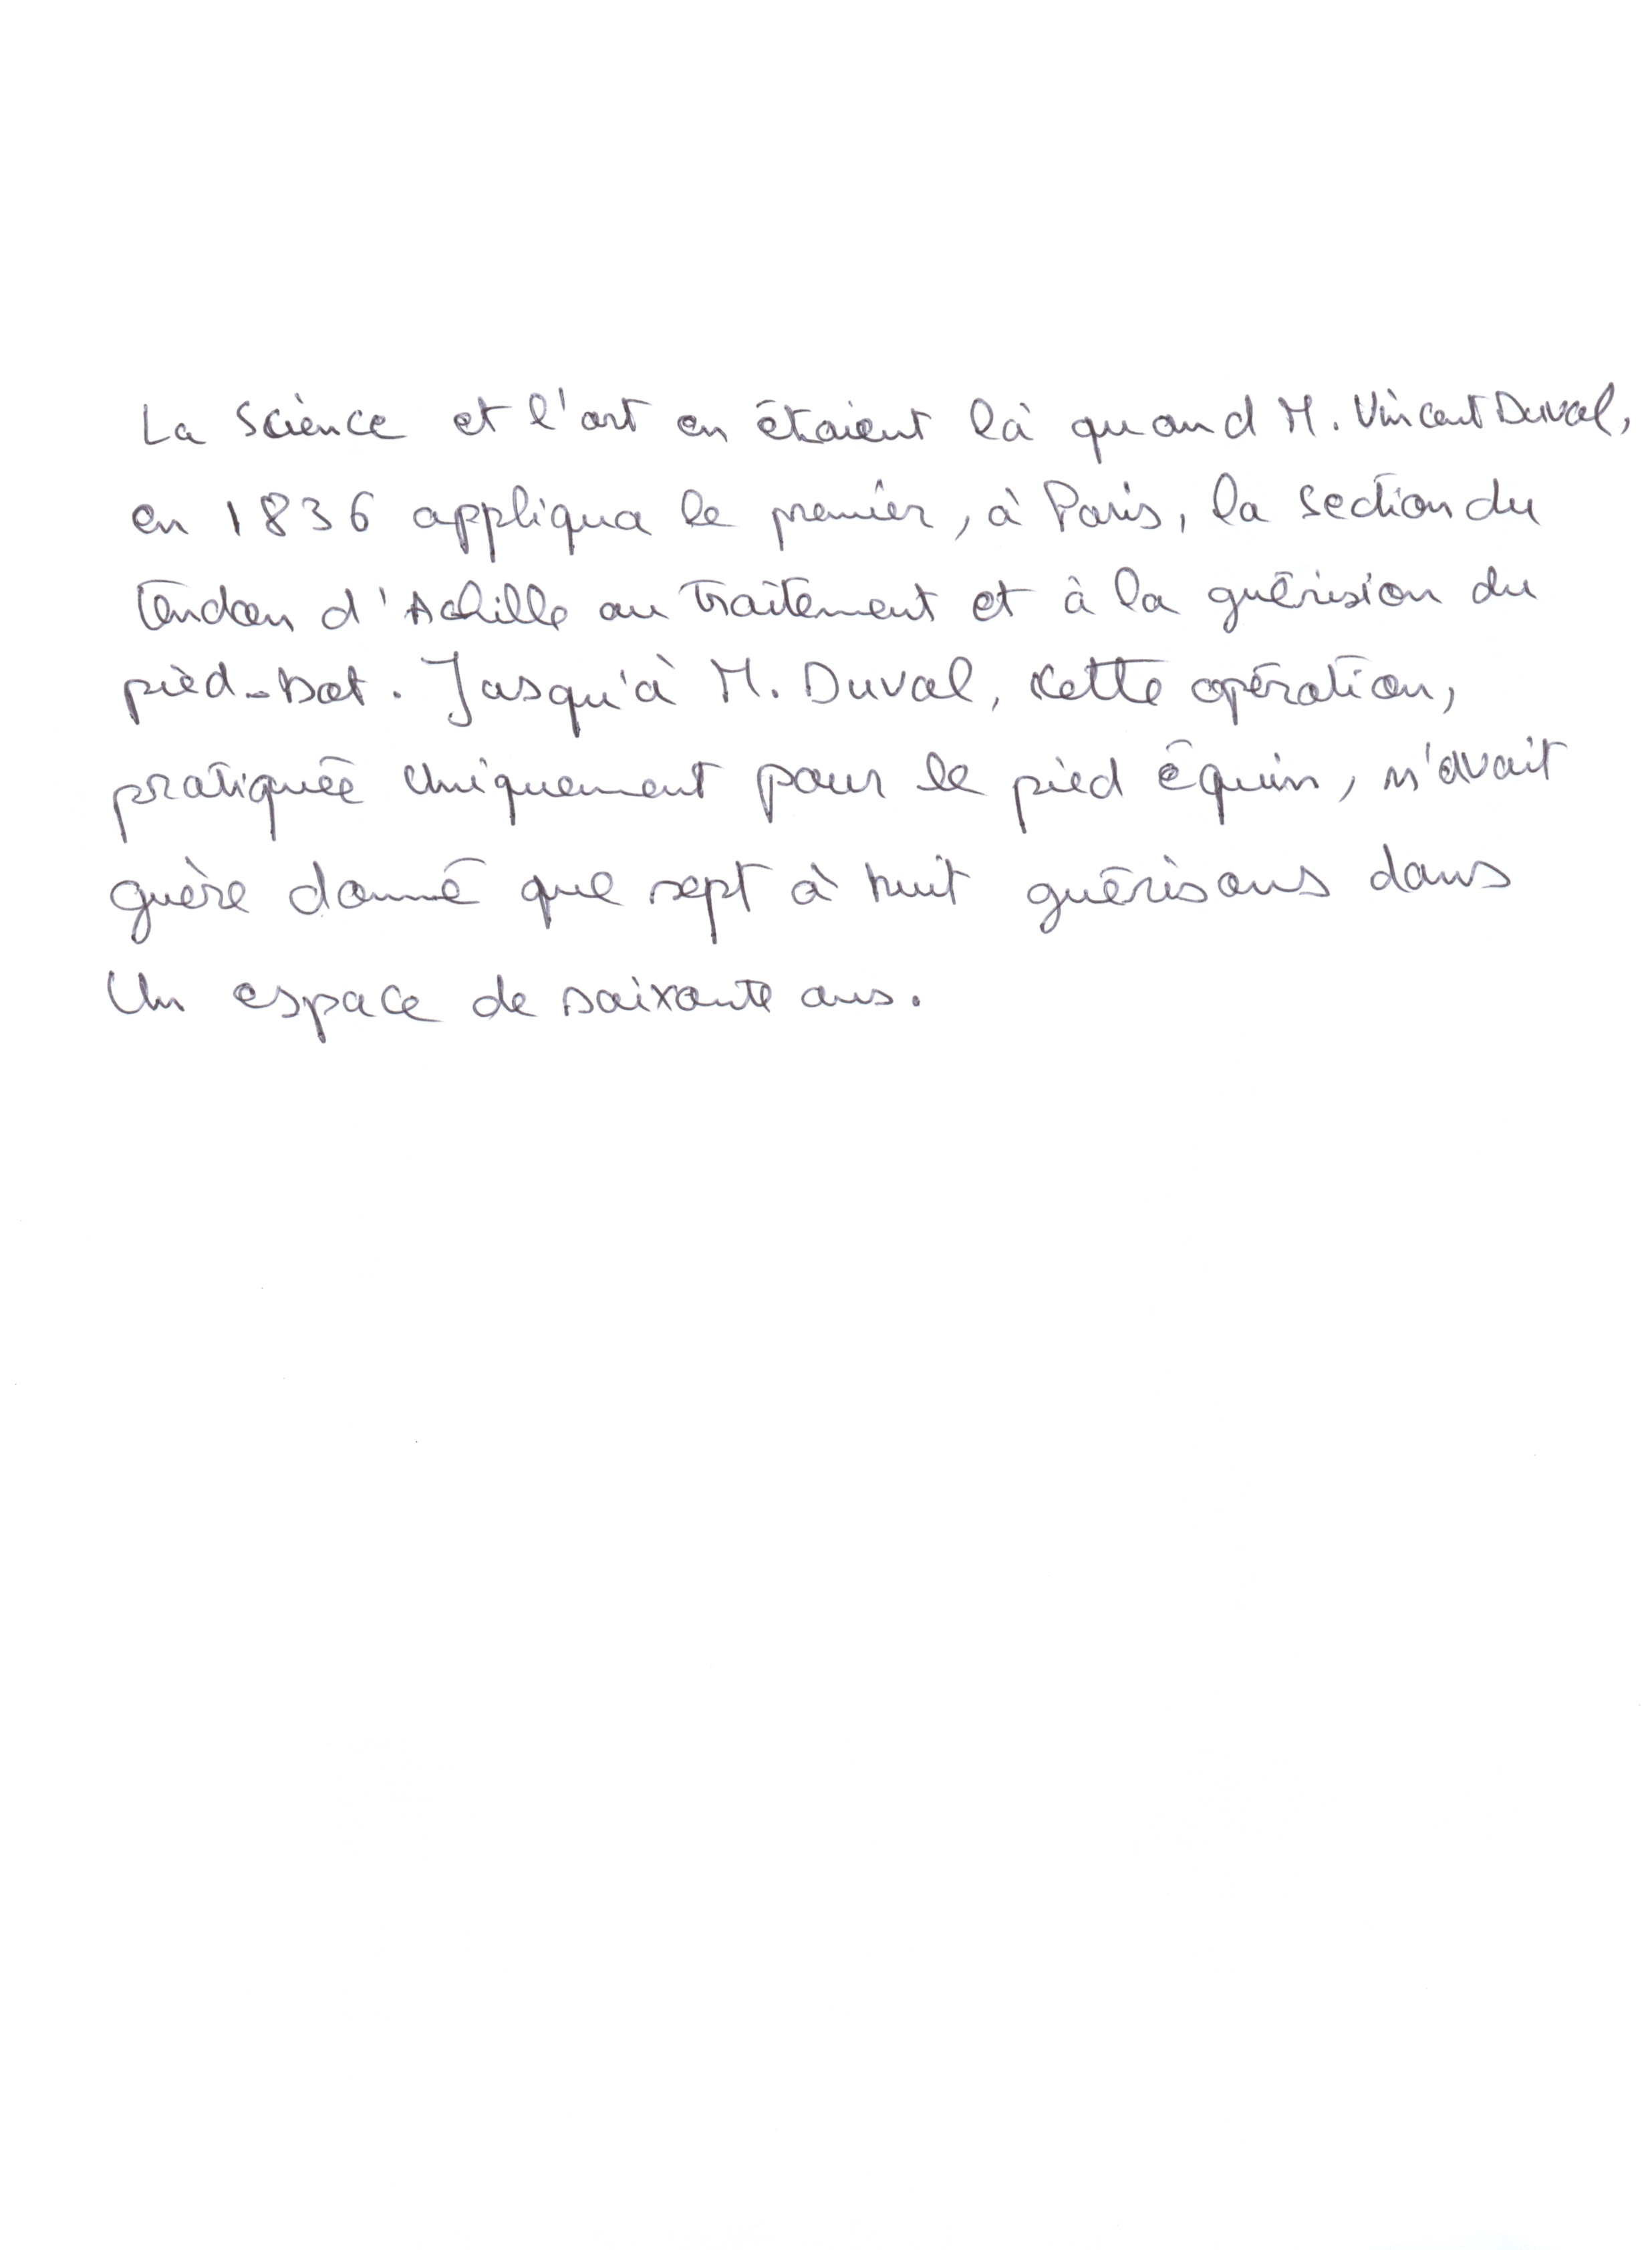 La science et l'art en étaient là quand M. Vincent Duval,
en 1836 appliqua le premier, à Paris, la section du
tendon d'Achille au traitement et à la guérision du
pied-bot. Jusqu'à M. Duval, cette opération,
pratiquée uniquement pour le pied équin, n'avait
guère donné que sept à huit guérisons dans
un espace de soixante ans.